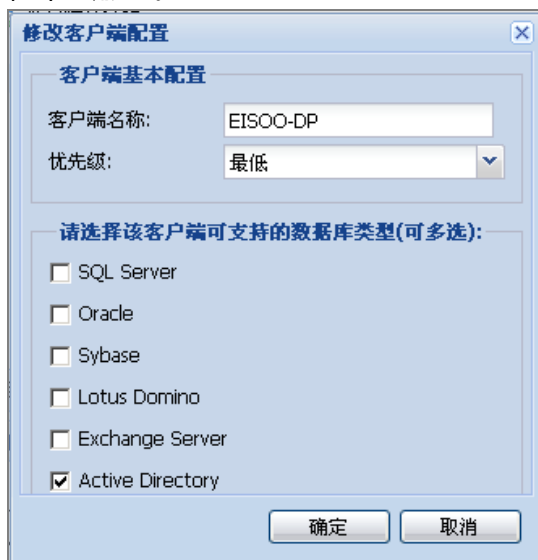 修改客户端配置
客户端基本配置
客户端名称: EISOO-DP
优先级: 最低
请选择该客户端可支持的数据库类型(可多选):
SQL Server
Oracle
Sybase
Lotus Domino
Exchange Server
Active Directory
确定 取消